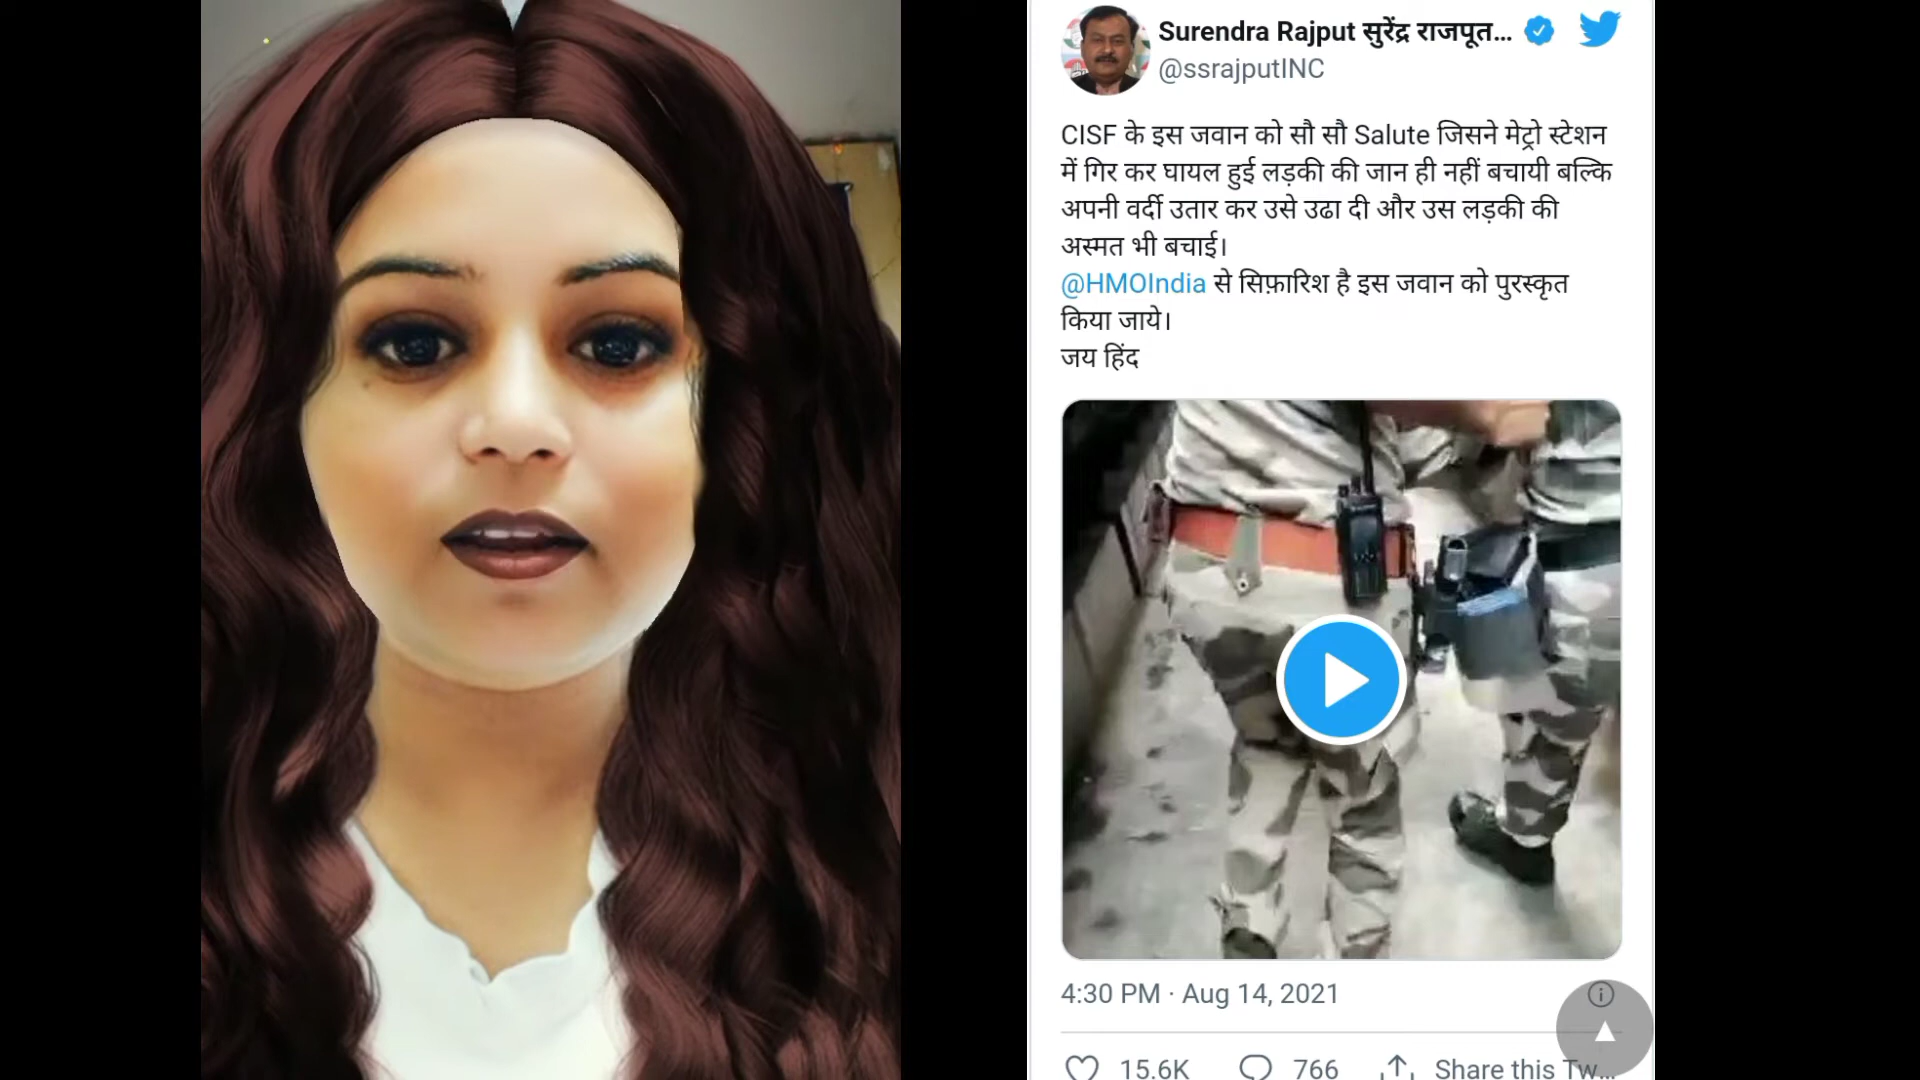 Surendra Rajput सुरेंद्र राजपूत...
@ssrajputINC
CISF के इस जवान को सौ सौ Salute जिसने मेट्रो स्टेशन
में गिर कर घायल हुई लड़की की जान ही नहीं बचायी बल्कि
अपनी वर्दी उतार कर उसे उढा दी और उस लड़की की
अस्मत भी बचाई।
@HMOIndia से सिफ़ारिश है इस जवान को पुरस्कृत
किया जाये।
जय हिंद
4:30 PM · Aug 14, 2021
15.6K 766 Share this Tw...